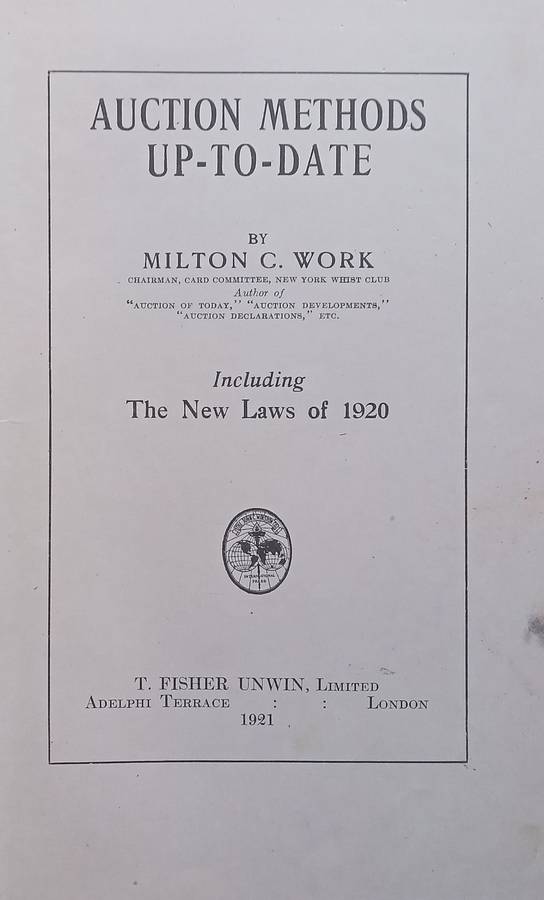 AUCTION METHODS
UP-TO-DATE
BY
MILTON C. WORK
CHAIRMAN, CARD COMMITTEE, NEW YORK WHIST CLUB
Author of
"AUCTION OF TODAY," "AUCTION DEVELOPMENTS,"
"AUCTION DECLARATIONS," ETC.
Including
The New Laws of 1920
INTERNATIONAL
T. FISHER UNWIN, LIMITED
ADELPHI TERRACE : : LONDON
1921